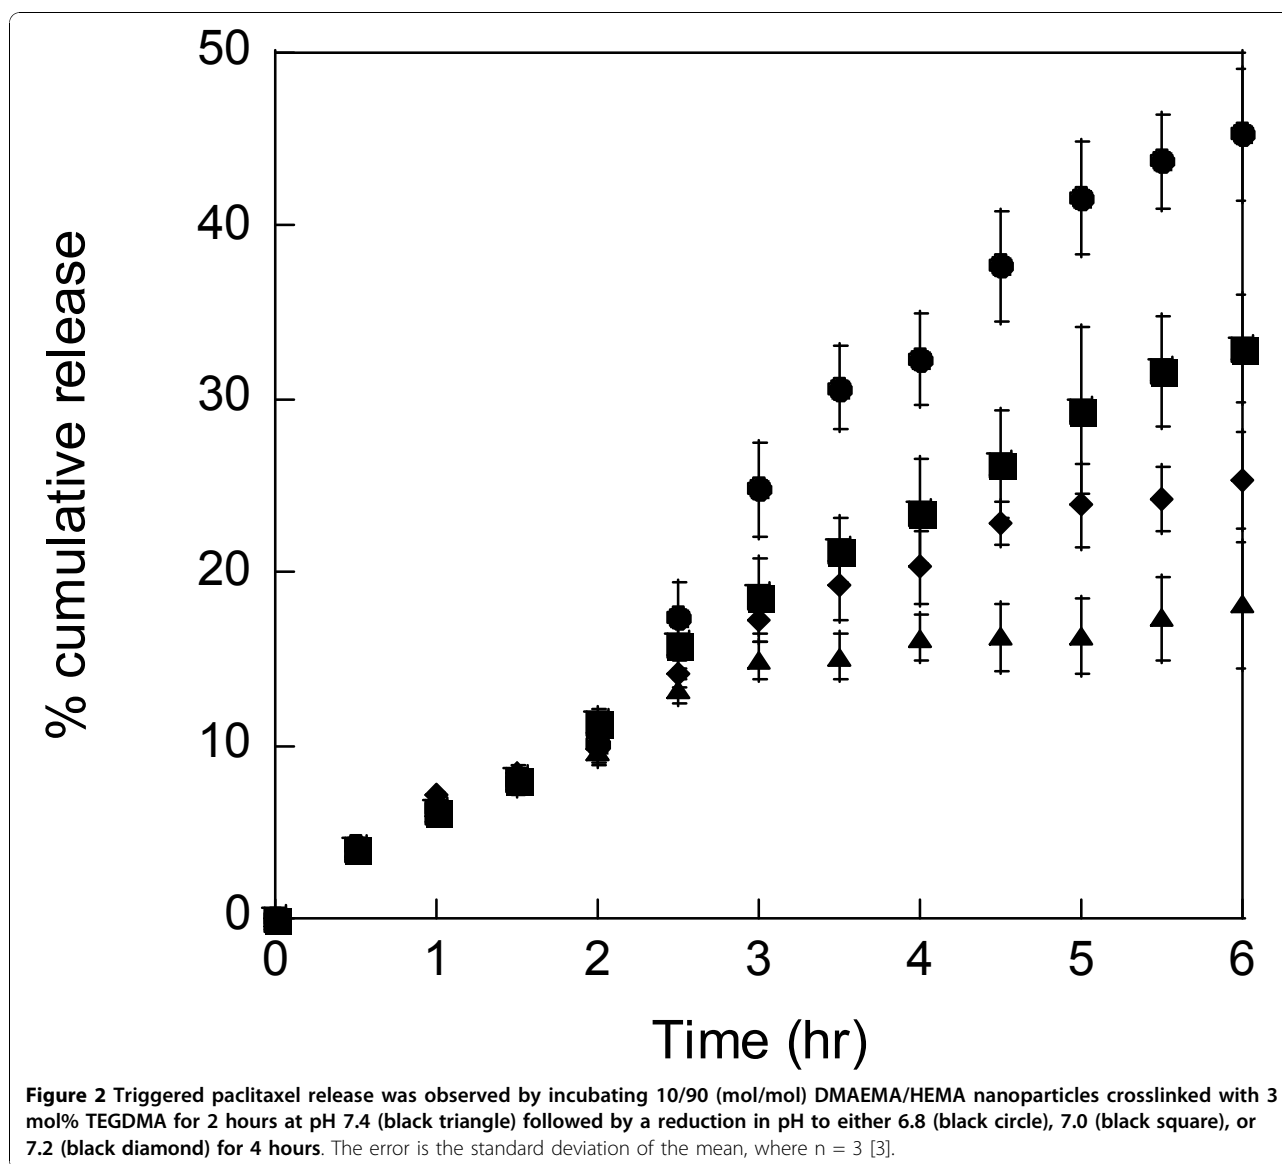 50
40
30
20
10
0
% cumulative release
0 1 2 3 4 5 6
Time (hr)
Figure 2 Triggered paclitaxel release was observed by incubating 10/90 (mol/mol) DMAEMA/HEMA nanoparticles crosslinked with 3
mol% TEGDMA for 2 hours at pH 7.4 (black triangle) followed by a reduction in pH to either 6.8 (black circle), 7.0 (black square), or
7.2 (black diamond) for 4 hours. The error is the standard deviation of the mean, where n = 3 [3].